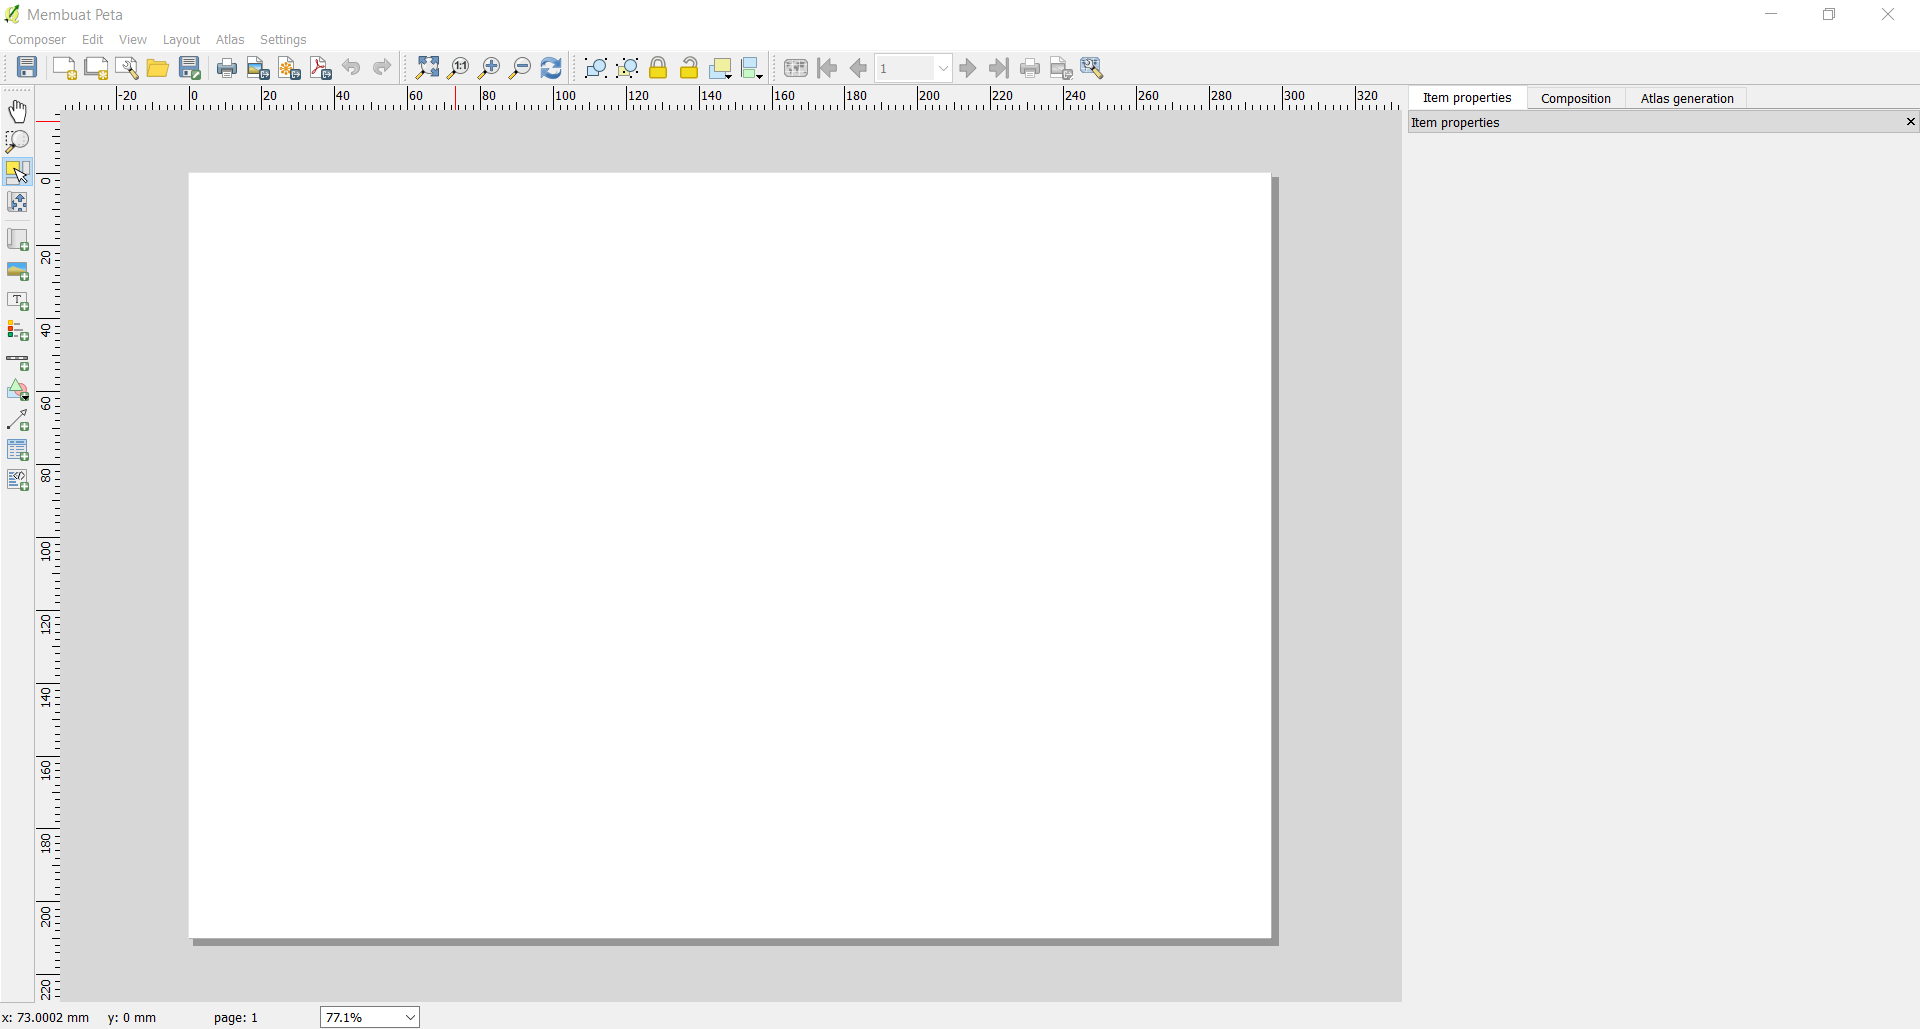 Membuat Peta
Composer Edit View Layout Atlas Settings
1:1 1
-20 0 20 40 60 80 100 120 140 160 180 200 220 240 260 280 300 320
Item properties Composition Atlas generation
Item properties
0
20
40
60
80
100
120
140
160
180
200
220
T
x: 73.0002 mm y: 0 mm page: 1 77.1%